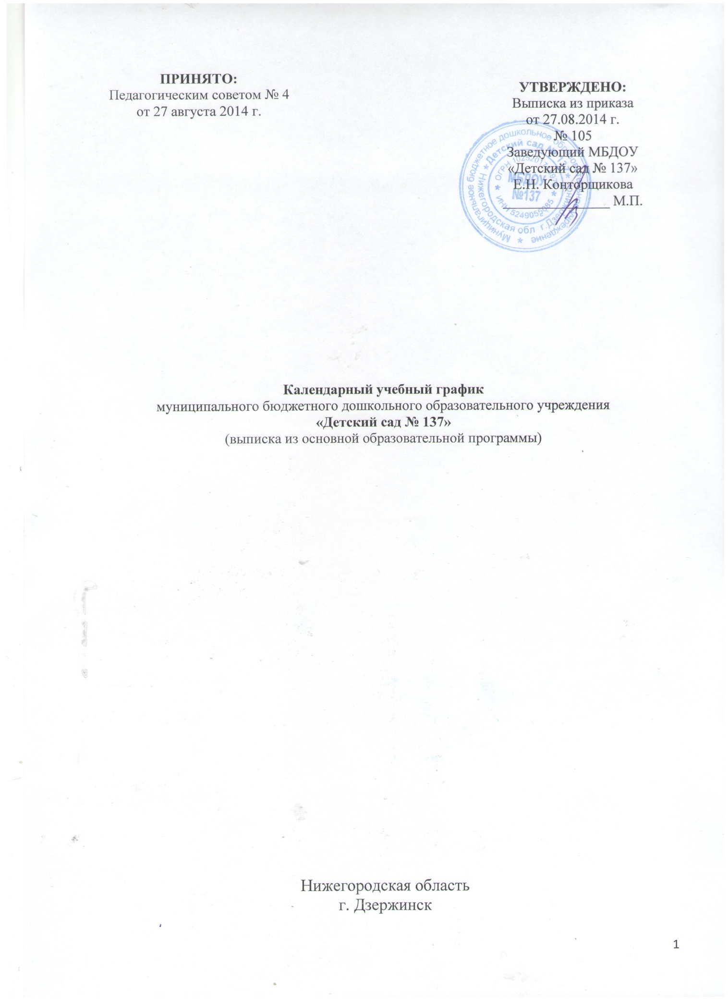 ПРИНЯТО:
Педагогическим советом № 4
от 27 августа 2014 г.
УТВЕРЖДЕНО:
Выписка из приказа
от 27.08.2014 г.
№ 105
Заведующий МБДОУ
«Детский сад № 137»
Е.Н. Конторщикова
________________ М.П.
Муниципальное бюджетное дошкольное образовательное учреждение
Нижегородская обл г.Дзержинск
Детский сад № 137
ИНН 5249055085
ОГРН
МБДОУ
№137
Календарный учебный график
муниципального бюджетного дошкольного образовательного учреждения
«Детский сад № 137»
(выписка из основной образовательной программы)
Нижегородская область
г. Дзержинск
1